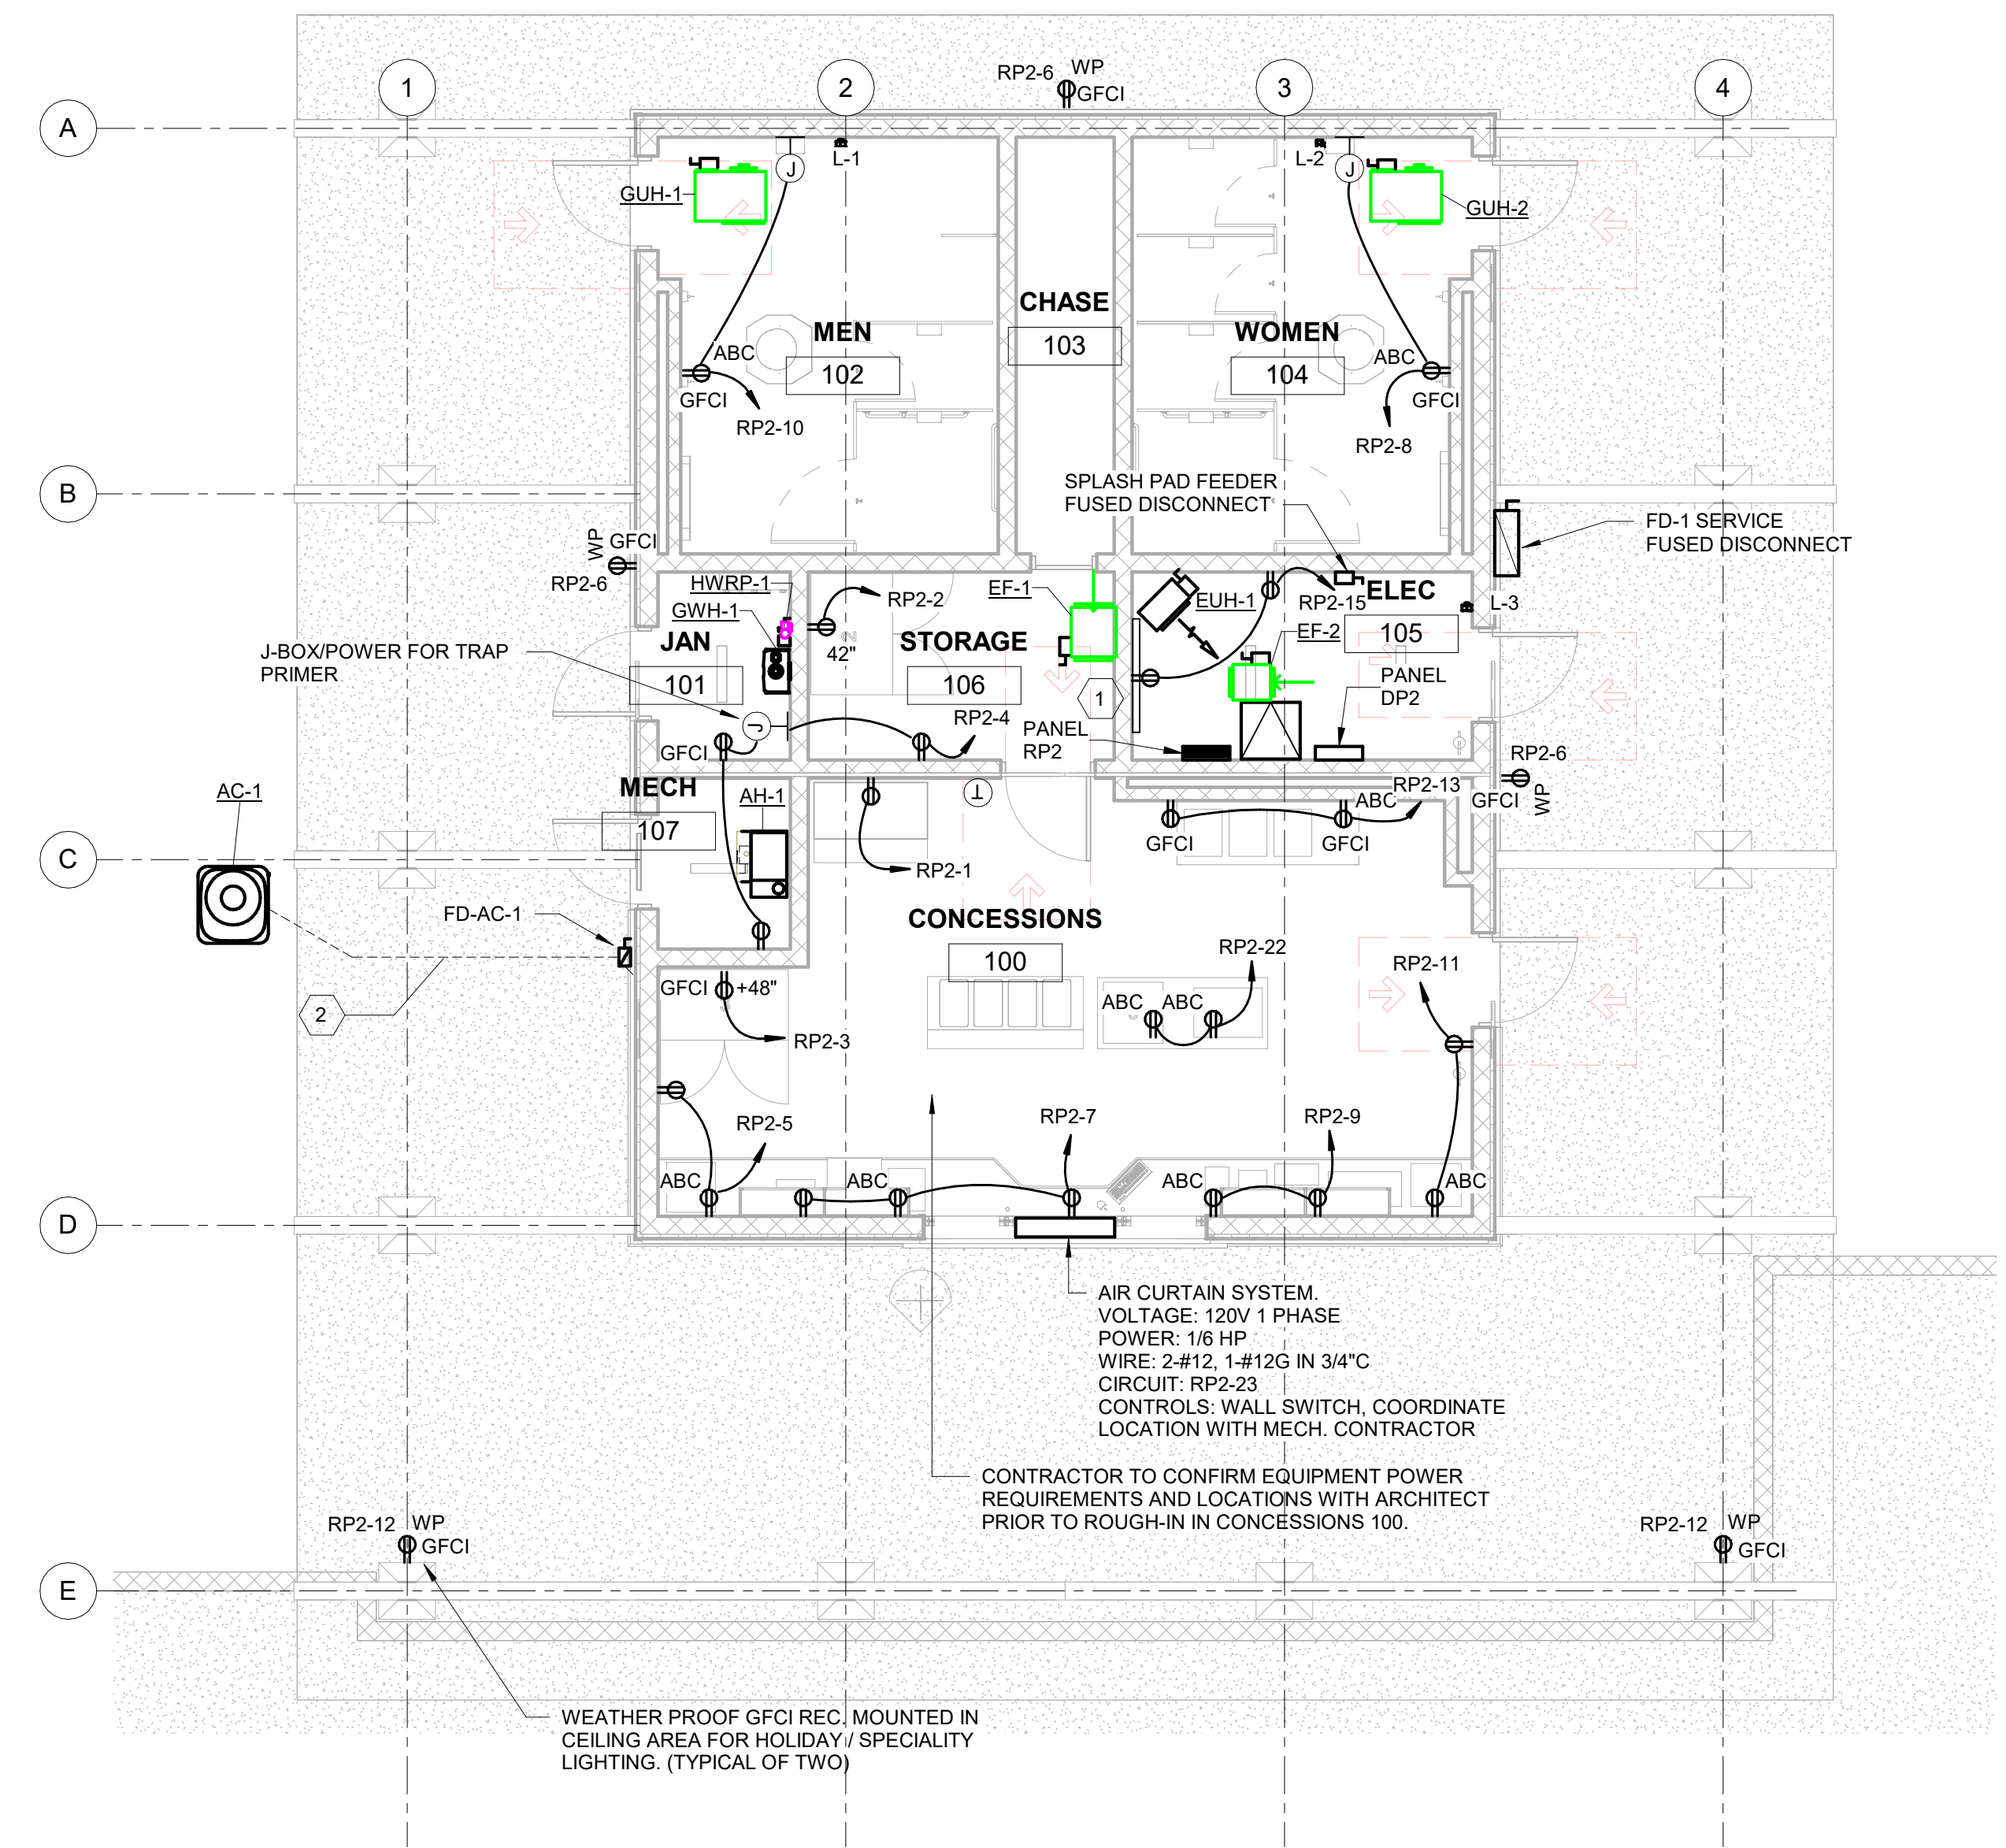 RP2-6 WP
GFCI
1
2
3
4
A
L-1
L-2
J
J
GUH-1
GUH-2
CHASE
103
MEN
102
WOMEN
104
ABC
GFCI
RP2-10
ABC
GFCI
RP2-8
SPLASH PAD FEEDER
FUSED DISCONNECT
B
FD-1 SERVICE
FUSED DISCONNECT
WP
GFCI
RP2-6
HWRP-1
GWH-1
RP2-2
42"
EF-1
EUH-1
RP2-15
ELEC
105
L-3
EF-2
JAN
101
STORAGE
106
J-BOX/POWER FOR TRAP
PRIMER
J
1
PANEL
DP2
RP2-4
PANEL
RP2
GFCI
RP2-6
GFCI
WP
MECH
107
AH-1
AC-1
RP2-13
ABC
GFCI
GFCI
C
RP2-1
FD-AC-1
CONCESSIONS
100
2
GFCI
+48"
RP2-3
RP2-22
ABC
ABC
RP2-11
RP2-5
RP2-7
RP2-9
ABC
ABC
ABC
ABC
D
AIR CURTAIN SYSTEM.
VOLTAGE: 120V 1 PHASE
POWER: 1/6 HP
WIRE: 2-#12, 1-#12G IN 3/4"C
CIRCUIT: RP2-23
CONTROLS: WALL SWITCH, COORDINATE
LOCATION WITH MECH. CONTRACTOR
CONTRACTOR TO CONFIRM EQUIPMENT POWER
REQUIREMENTS AND LOCATIONS WITH ARCHITECT
PRIOR TO ROUGH-IN IN CONCESSIONS 100.
RP2-12 WP
GFCI
RP2-12 WP
GFCI
E
WEATHER PROOF GFCI REC. MOUNTED IN
CEILING AREA FOR HOLIDAY / SPECIALITY
LIGHTING. (TYPICAL OF TWO)